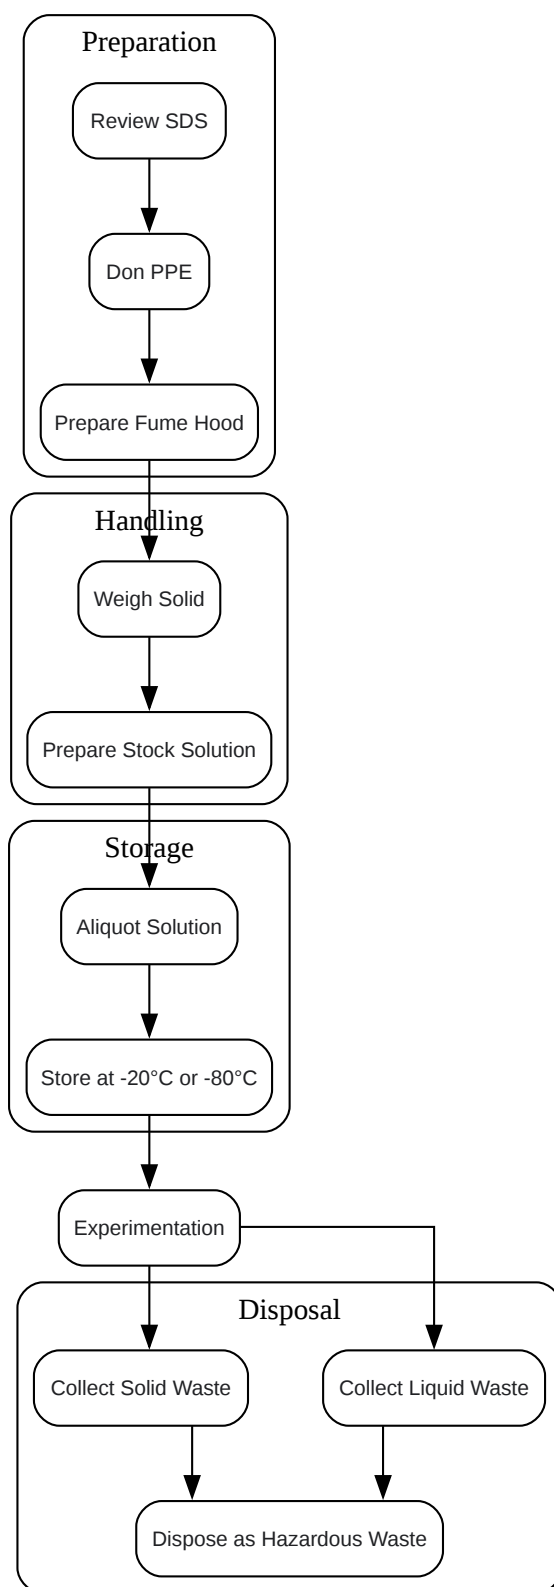 Preparation
Review SDS
Don PPE
Prepare Fume Hood
Handling
Weigh Solid
Prepare Stock Solution
Storage
Aliquot Solution
Store at -20°C or -80°C
Experimentation
Disposal
Collect Solid Waste
Collect Liquid Waste
Dispose as Hazardous Waste